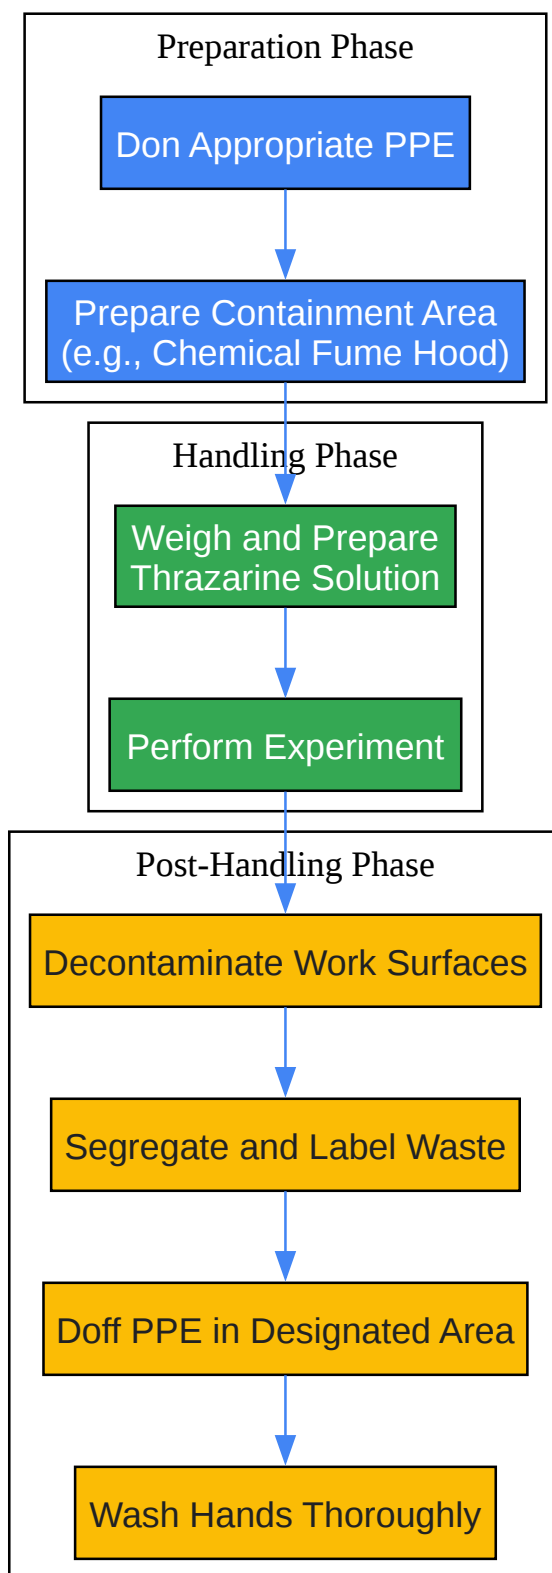 Preparation Phase
Don Appropriate PPE
Prepare Containment Area
(e.g., Chemical Fume Hood)
Handling Phase
Weigh and Prepare
Thrazarine Solution
Perform Experiment
Post-Handling Phase
Decontaminate Work Surfaces
Segregate and Label Waste
Doff PPE in Designated Area
Wash Hands Thoroughly